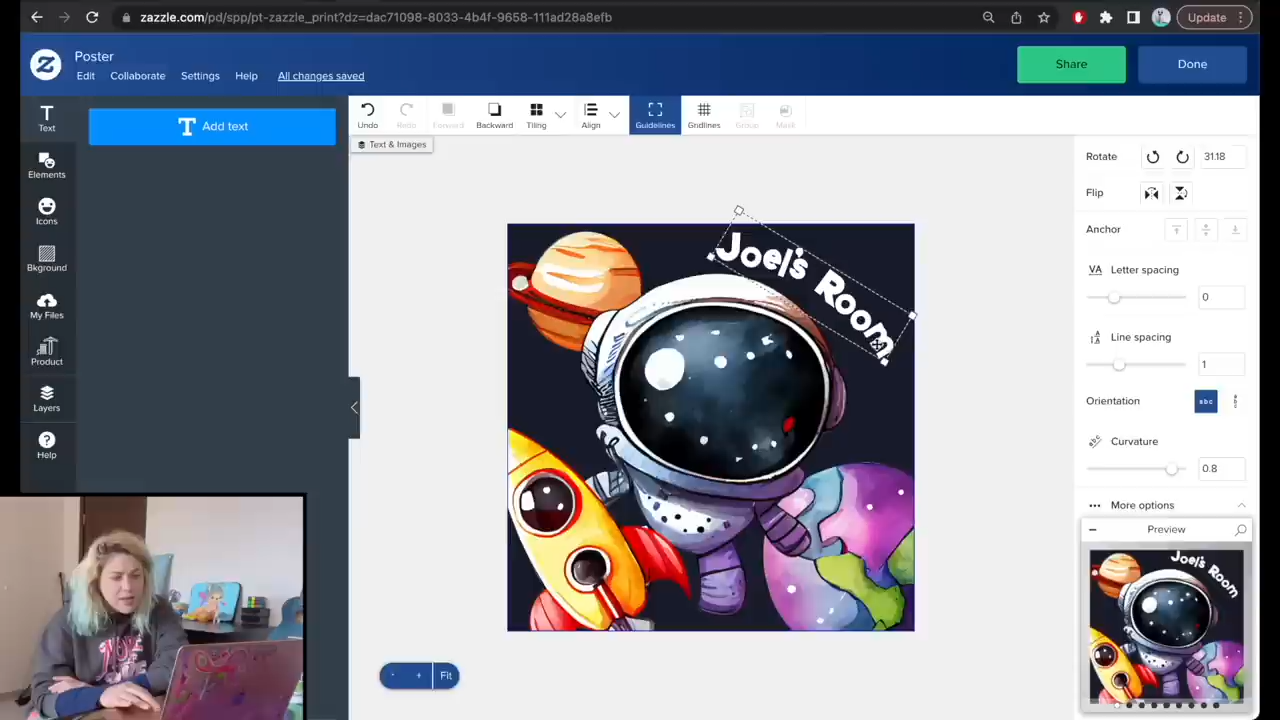 zazzle.com/pd/spp/pt-zazzle_print?dz=dac71098-8033-4b4f-9658-111ad28a8efb
Update
Z
Poster
Edit Collaborate Settings Help All changes saved
Share
Done
Text
Elements
Icons
Bkground
My Files
Product
Layers
Help
Add text
Undo Redo Forward Backward Tiling Align Guidelines Gridlines Group Mask
Text & Images
Joel's Room
- + Fit
Rotate 31.18
Flip
Anchor
VA Letter spacing
0
Line spacing
1
Orientation abc
Curvature
0.8
More options
Preview
Joel's Room